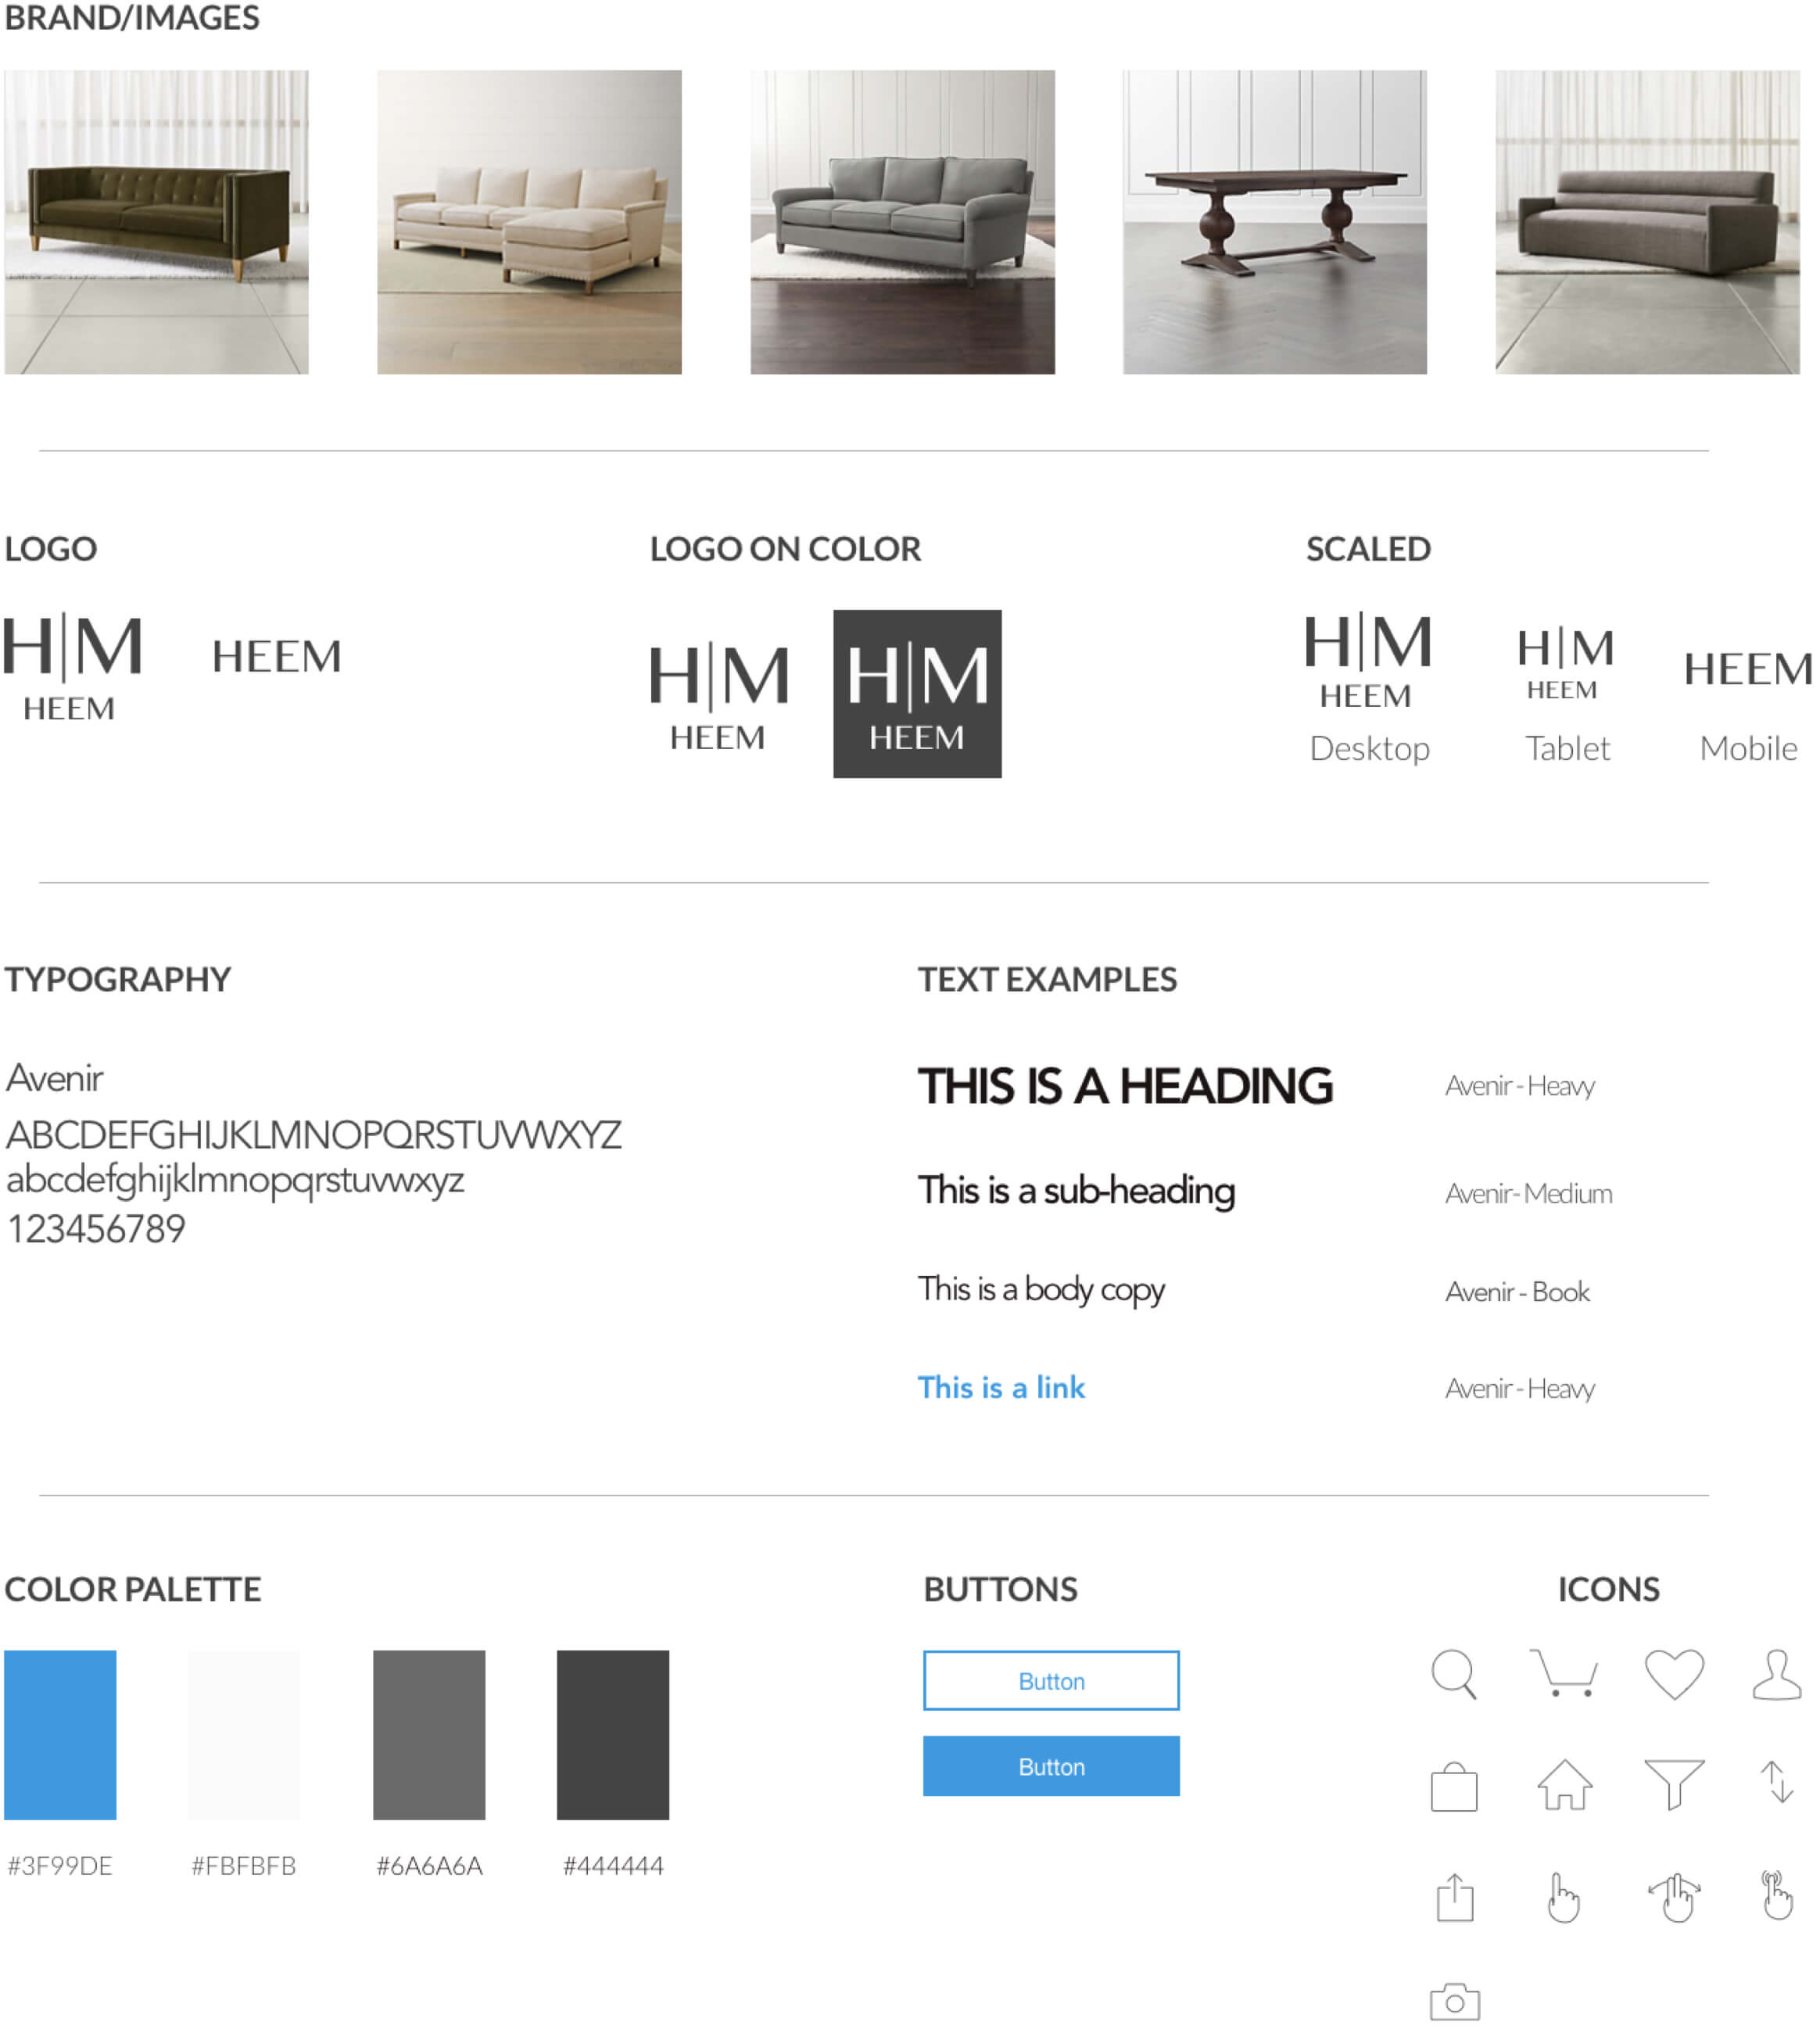 BRAND/IMAGES
LOGO
H|M
HEEM
HEEM
LOGO ON COLOR
H|M
HEEM
H|M
HEEM
SCALED
H|M
HEEM
Desktop
H|M
HEEM
Tablet
HEEM
Mobile
TYPOGRAPHY
Avenir
ABCDEFGHIJKLMNOPQRSTUVWXYZ
abcdefghijklmnopqrstuvwxyz
123456789
TEXT EXAMPLES
THIS IS A HEADING
Avenir - Heavy
This is a sub-heading
Avenir- Medium
This is a body copy
Avenir - Book
This is a link
Avenir - Heavy
COLOR PALETTE
#3F99DE
#FBFBFB
#6A6A6A
#444444
BUTTONS
Button
Button
ICONS